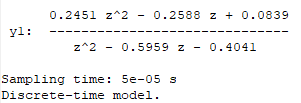 0.2451 z^2 - 0.2588 z + 0.0839
y1: ------------------------------
z^2 - 0.5959 z - 0.4041
Sampling time: 5e-05 s
Discrete-time model.